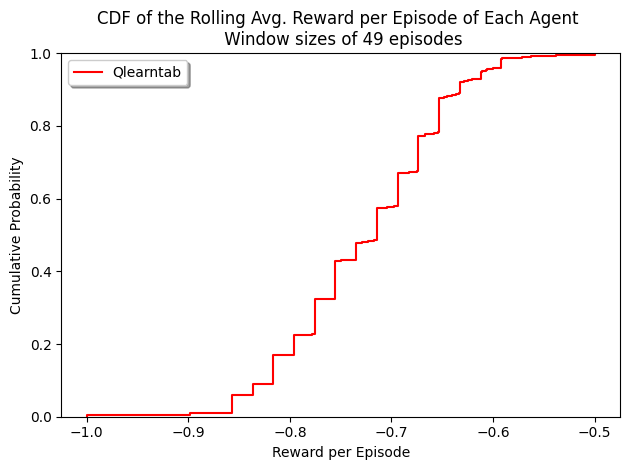 CDF of the Rolling Avg. Reward per Episode of Each Agent
Window sizes of 49 episodes
Qlearntab
Cumulative Probability
1.0
0.8
0.6
0.4
0.2
0.0
−1.0 −0.9 −0.8 −0.7 −0.6 −0.5
Reward per Episode